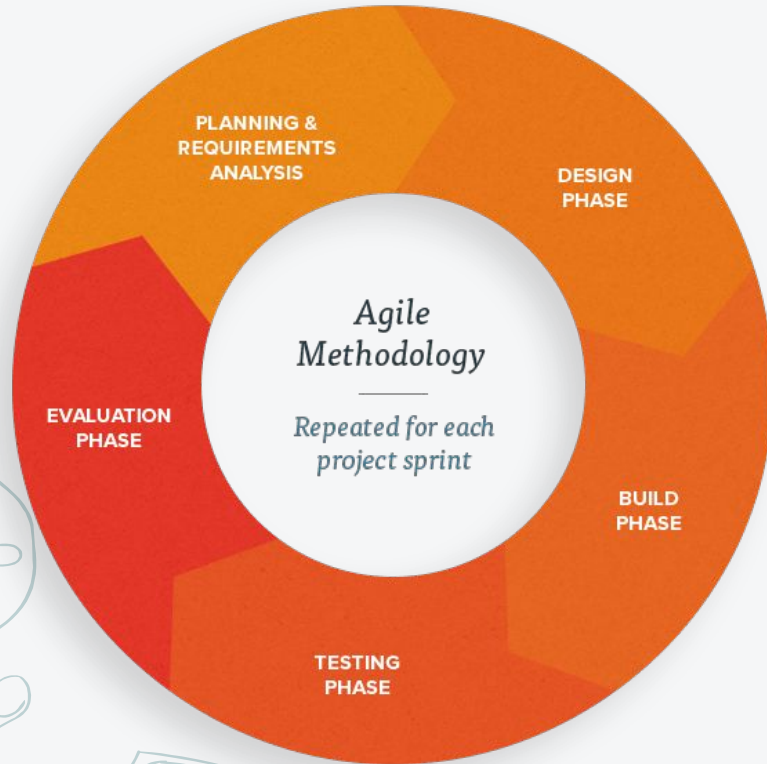 PLANNING &
REQUIREMENTS
ANALYSIS
DESIGN
PHASE
BUILD
PHASE
TESTING
PHASE
EVALUATION
PHASE
Agile
Methodology
Repeated for each
project sprint